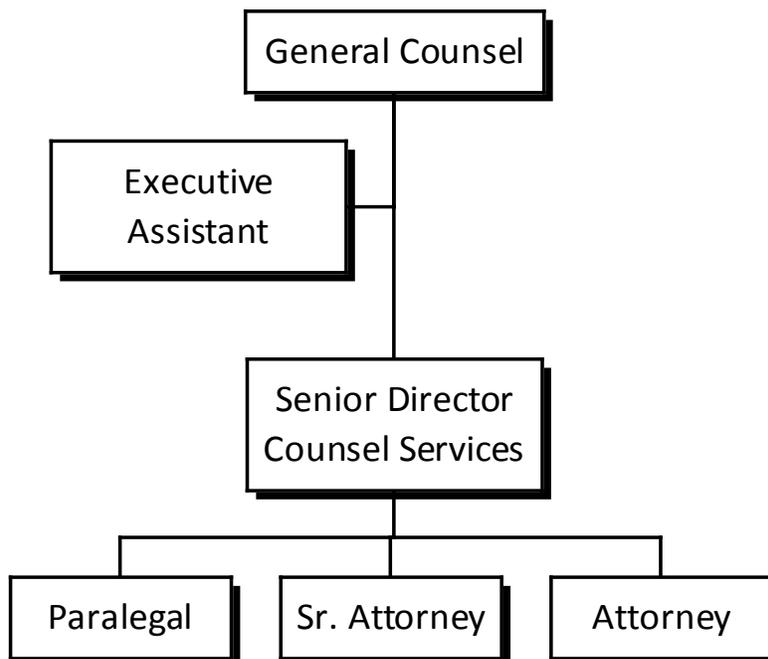 General Counsel
Executive
Assistant
Senior Director
Counsel Services
Paralegal
Sr. Attorney
Attorney